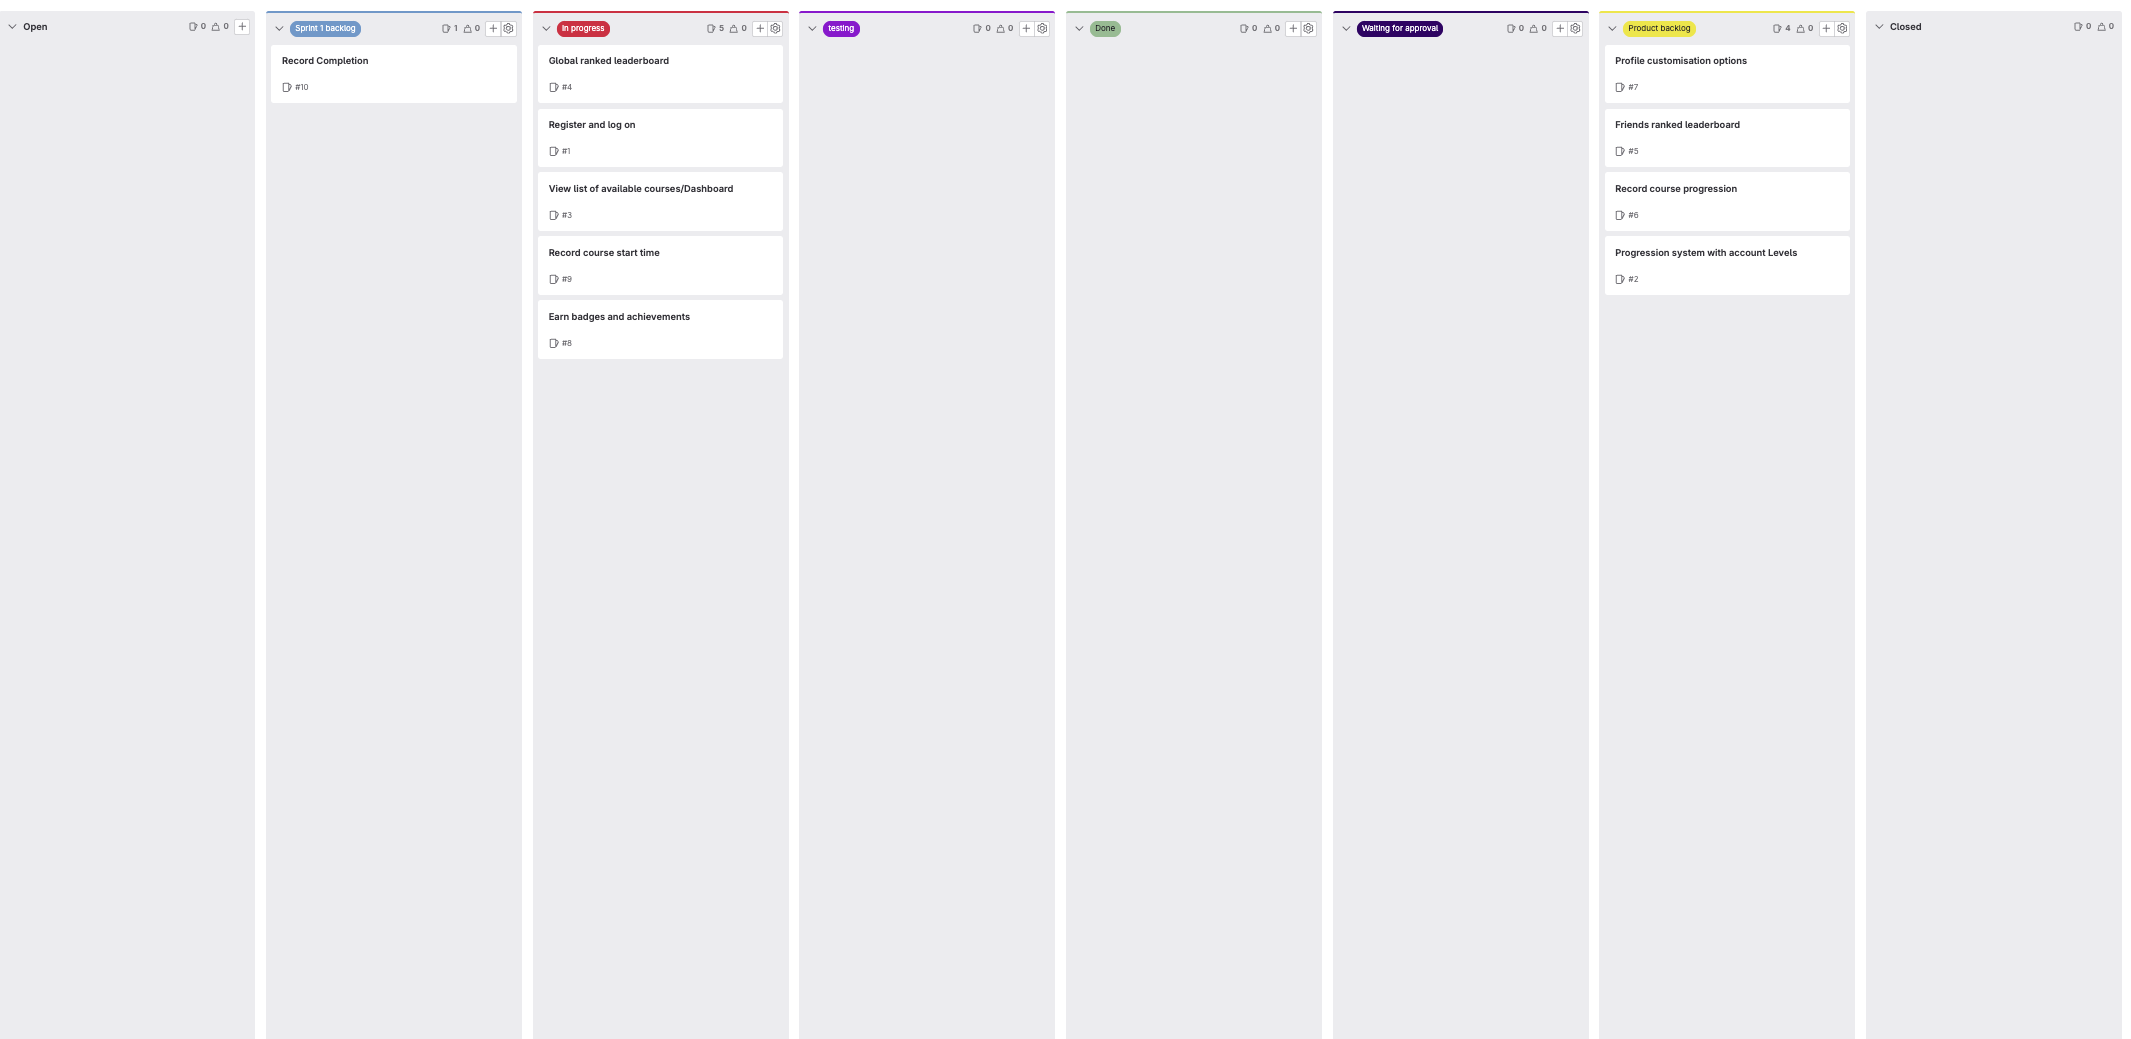 Open 0 0
Sprint 1 backlog 1 0
Record Completion
#10
In progress 5 0
Global ranked leaderboard
#4
Register and log on
#1
View list of available courses/Dashboard
#3
Record course start time
#9
Earn badges and achievements
#8
testing 0 0
Done 0 0
Waiting for approval 0 0
Product backlog 4 0
Profile customisation options
#7
Friends ranked leaderboard
#5
Record course progression
#6
Progression system with account Levels
#2
Closed 0 0